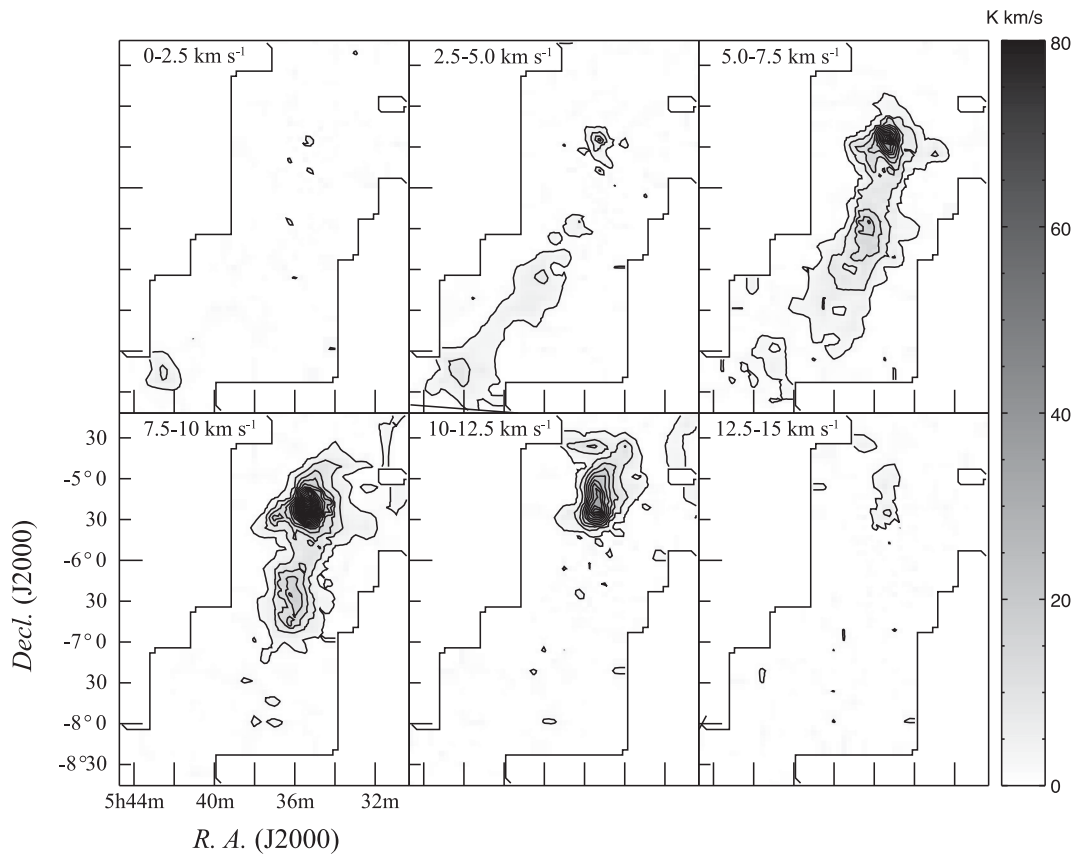 K km/s
0-2.5 km s⁻¹
2.5-5.0 km s⁻¹
5.0-7.5 km s⁻¹
80
60
40
20
0
7.5-10 km s⁻¹
10-12.5 km s⁻¹
12.5-15 km s⁻¹
30
-5° 0
30
-6° 0
30
-7° 0
30
-8° 0
-8°30
Decl. (J2000)
5h44m
40m
36m
32m
R. A. (J2000)